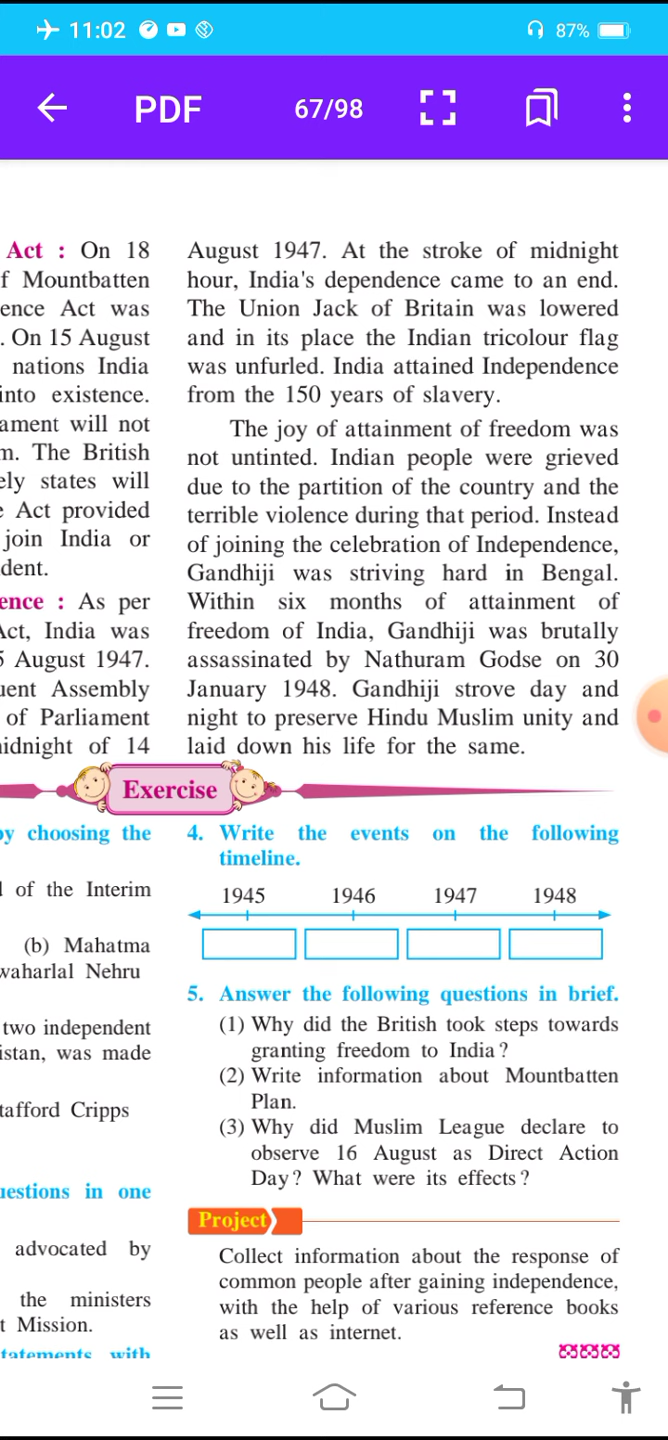 11:02
87%
PDF
67/98
Act : On 18
f Mountbatten
ence Act was
. On 15 August
nations India
into existence.
ament will not
m. The British
ely states will
e Act provided
join India or
dent.
ence : As per
Act, India was
5 August 1947.
uent Assembly
of Parliament
idnight of 14
August 1947. At the stroke of midnight
hour, India's dependence came to an end.
The Union Jack of Britain was lowered
and in its place the Indian tricolour flag
was unfurled. India attained Independence
from the 150 years of slavery.
The joy of attainment of freedom was
not untinted. Indian people were grieved
due to the partition of the country and the
terrible violence during that period. Instead
of joining the celebration of Independence,
Gandhiji was striving hard in Bengal.
Within six months of attainment of
freedom of India, Gandhiji was brutally
assassinated by Nathuram Godse on 30
January 1948. Gandhiji strove day and
night to preserve Hindu Muslim unity and
laid down his life for the same.
Exercise
by choosing the
l of the Interim
(b) Mahatma
waharlal Nehru
two independent
istan, was made
tafford Cripps
uestions in one
advocated by
the ministers
t Mission.
tatements with
4. Write the events on the following
timeline.
1945 1946 1947 1948
5. Answer the following questions in brief.
(1) Why did the British took steps towards
granting freedom to India?
(2) Write information about Mountbatten
Plan.
(3) Why did Muslim League declare to
observe 16 August as Direct Action
Day? What were its effects?
Project
Collect information about the response of
common people after gaining independence,
with the help of various reference books
as well as internet.